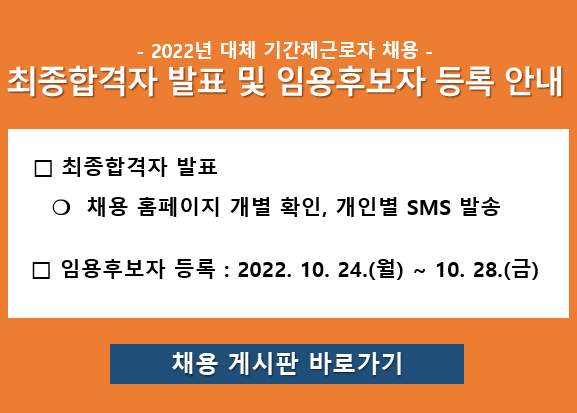 - 2022년 대체 기간제근로자 채용 -
최종합격자 발표 및 임용후보자 등록 안내
□ 최종합격자 발표
❍ 채용 홈페이지 개별 확인, 개인별 SMS 발송
□ 임용후보자 등록 : 2022. 10. 24.(월) ~ 10. 28.(금)
채용 게시판 바로가기